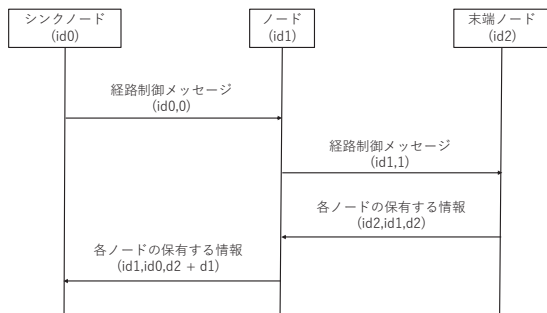 シンクノード
(id0)
ノード
(id1)
末端ノード
(id2)
経路制御メッセージ
(id0,0)
経路制御メッセージ
(id1,1)
各ノードの保有する情報
(id2,id1,d2)
各ノードの保有する情報
(id1,id0,d2 + d1)